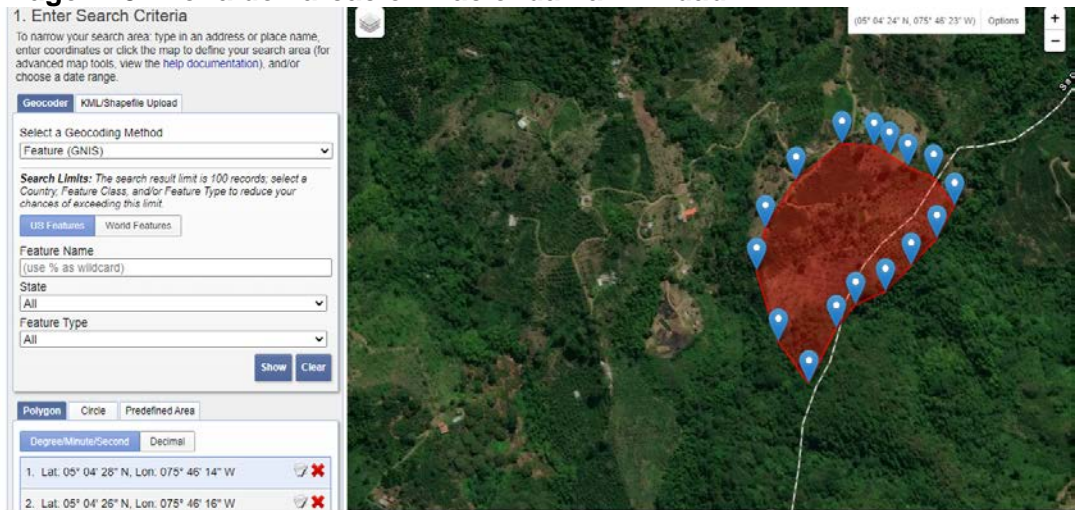 1. Enter Search Criteria
To narrow your search area: type in an address or place name,
enter coordinates or click the map to define your search area (for
advanced map tools, view the help documentation), and/or
choose a date range.
Geocoder
KML/Shapefile Upload
Select a Geocoding Method
Feature (GNIS)
Search Limits: The search result limit is 100 records; select a
Country, Feature Class, and/or Feature Type to reduce your
chances of exceeding this limit.
US Features
World Features
Feature Name
(use % as wildcard)
State
All
Feature Type
All
Show
Clear
Polygon
Circle
Predefined Area
Degree/Minute/Second
Decimal
1. Lat: 05° 04' 28" N, Lon: 075° 46' 14" W
2. Lat: 05° 04' 26" N, Lon: 075° 46' 16" W
(05° 04' 24" N, 075° 46' 23" W)
Options
+
−